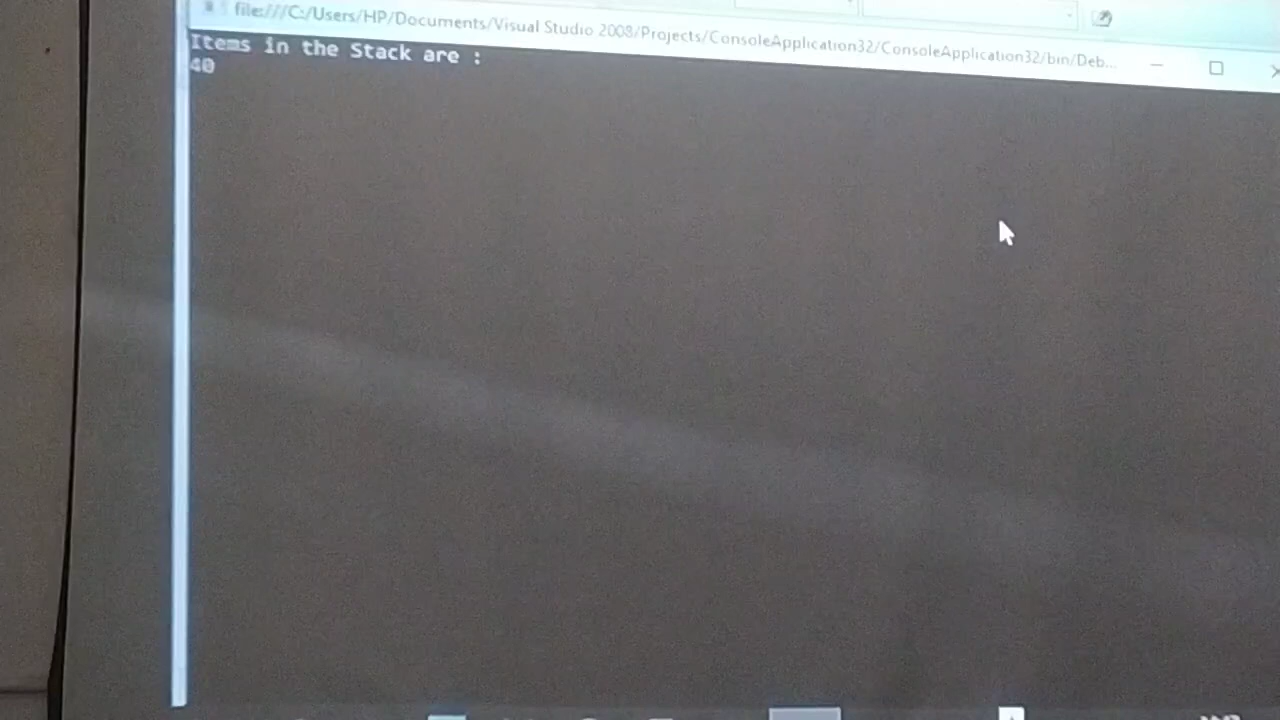 file:///C:/Users/HP/Documents/Visual Studio 2008/Projects/ConsoleApplication32/ConsoleApplication32/bin/Deb...
Items in the Stack are :
40